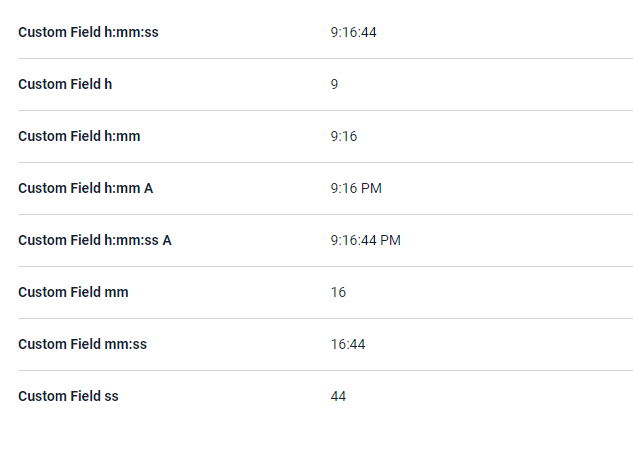 Custom Field h:mm:ss 9:16:44
Custom Field h 9
Custom Field h:mm 9:16
Custom Field h:mm A 9:16 PM
Custom Field h:mm:ss A 9:16:44 PM
Custom Field mm 16
Custom Field mm:ss 16:44
Custom Field ss 44